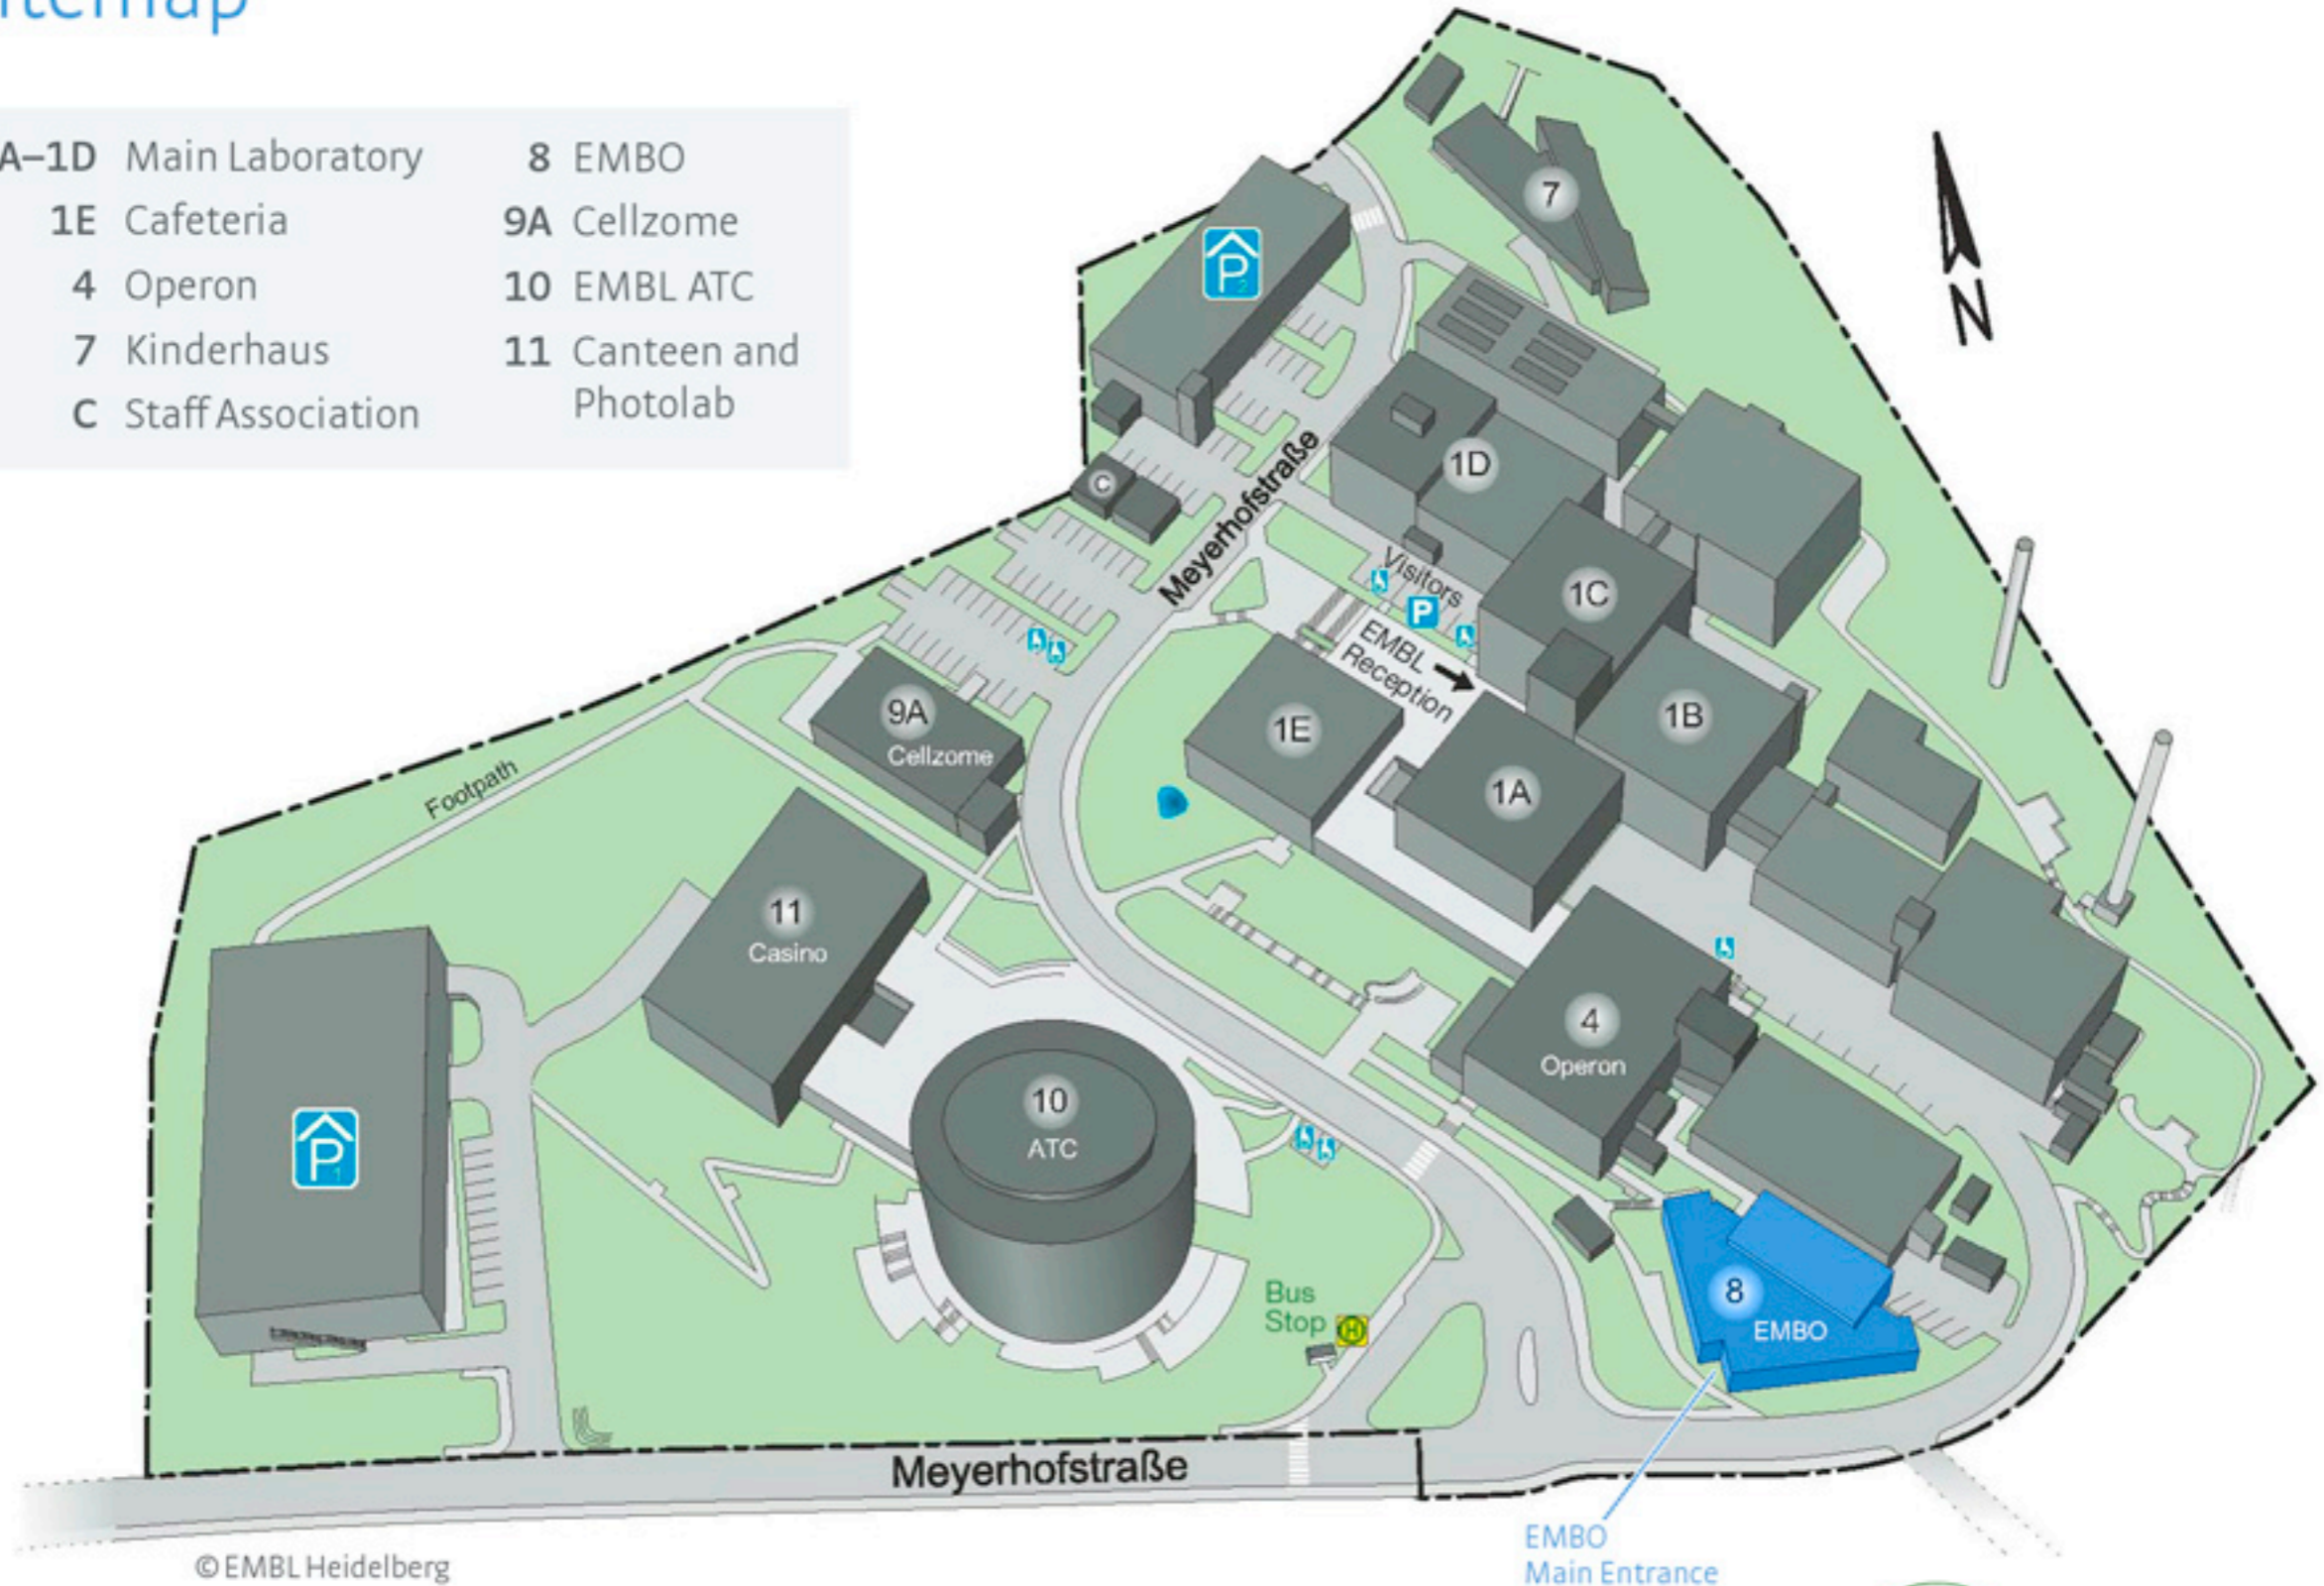 itemap
A–1D Main Laboratory
1E Cafeteria
4 Operon
7 Kinderhaus
C Staff Association
8 EMBO
9A Cellzome
10 EMBL ATC
11 Canteen and
Photolab
7
N
P
2
1D
C
Meyerhofstraße
Visitors
P
1C
EMBL
Reception
9A
Cellzome
1E
1B
1A
Footpath
11
Casino
4
Operon
10
ATC
P
1
8
EMBO
Bus
Stop
H
Meyerhofstraße
EMBO
Main Entrance
© EMBL Heidelberg